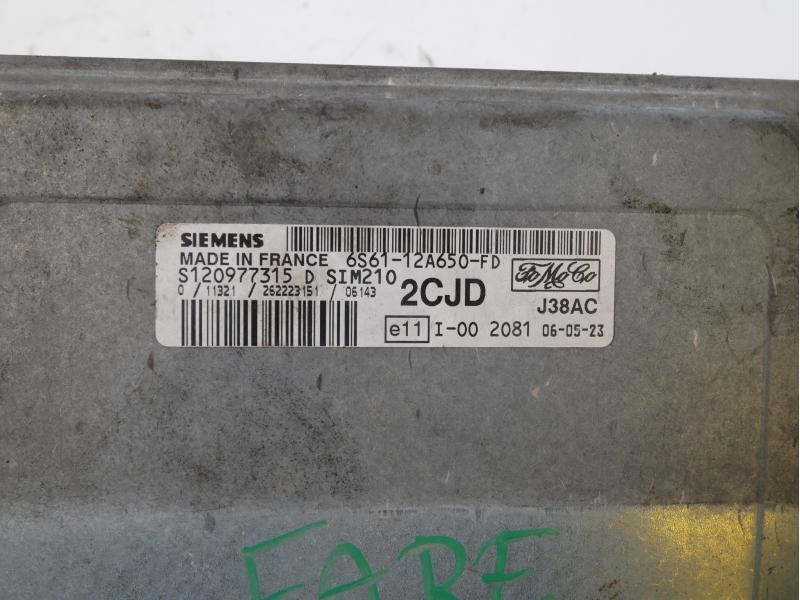 SIEMENS
MADE IN FRANCE 6S61-12A650-FD
S120977315 D SIM210
FoMoCo
0 / 11321 / 262223151 / 06143
2CJD
J38AC
e11 I-00 2081 06-05-23